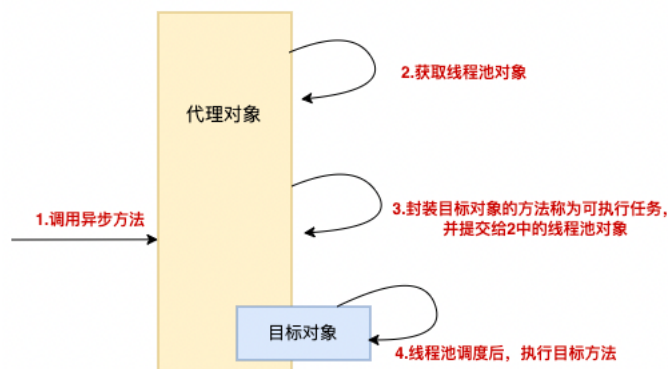 2.获取线程池对象
代理对象
1.调用异步方法
3.封装目标对象的方法称为可执行任务，
并提交给2中的线程池对象
目标对象
4.线程池调度后，执行目标方法